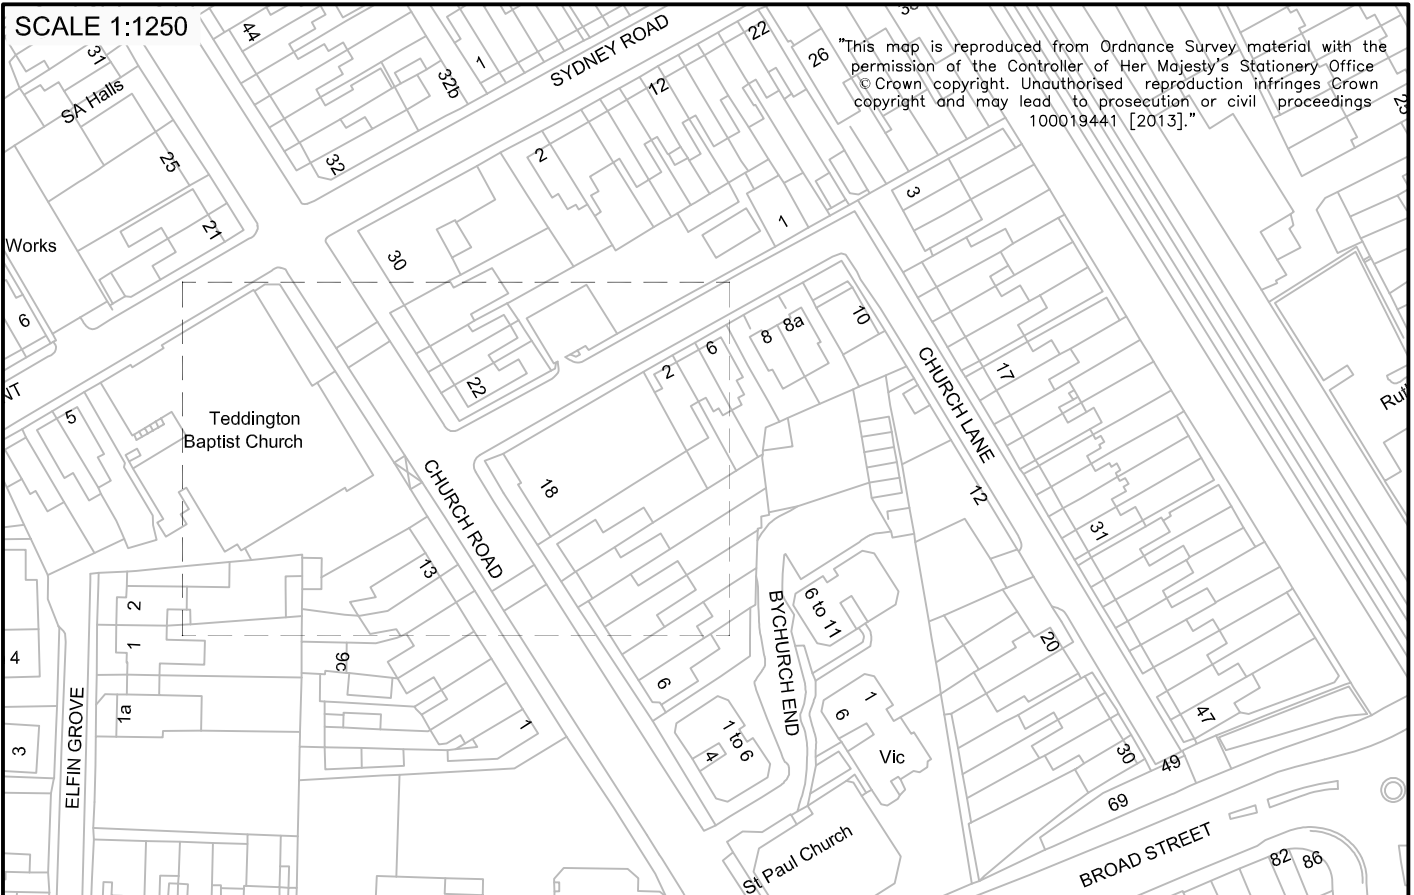 SCALE 1:1250
"This map is reproduced from Ordnance Survey material with the
permission of the Controller of Her Majesty's Stationery Office
© Crown copyright. Unauthorised reproduction infringes Crown
copyright and may lead to prosecution or civil proceedings
100019441 [2013]."
44
31
SA Halls
32b
1
SYDNEY ROAD
22
26
12
25
32
2
21
3
1
Works
30
6
10
8
8a
6
2
17
CHURCH LANE
22
5
Teddington
Baptist Church
CHURCH ROAD
18
12
31
13
2
1
6 to 11
BYCHURCH END
20
4
9c
6
1
6
1a
ELFIN GROVE
1
1 to 6
4
47
3
Vic
30
49
69
St Paul Church
BROAD STREET
82
86